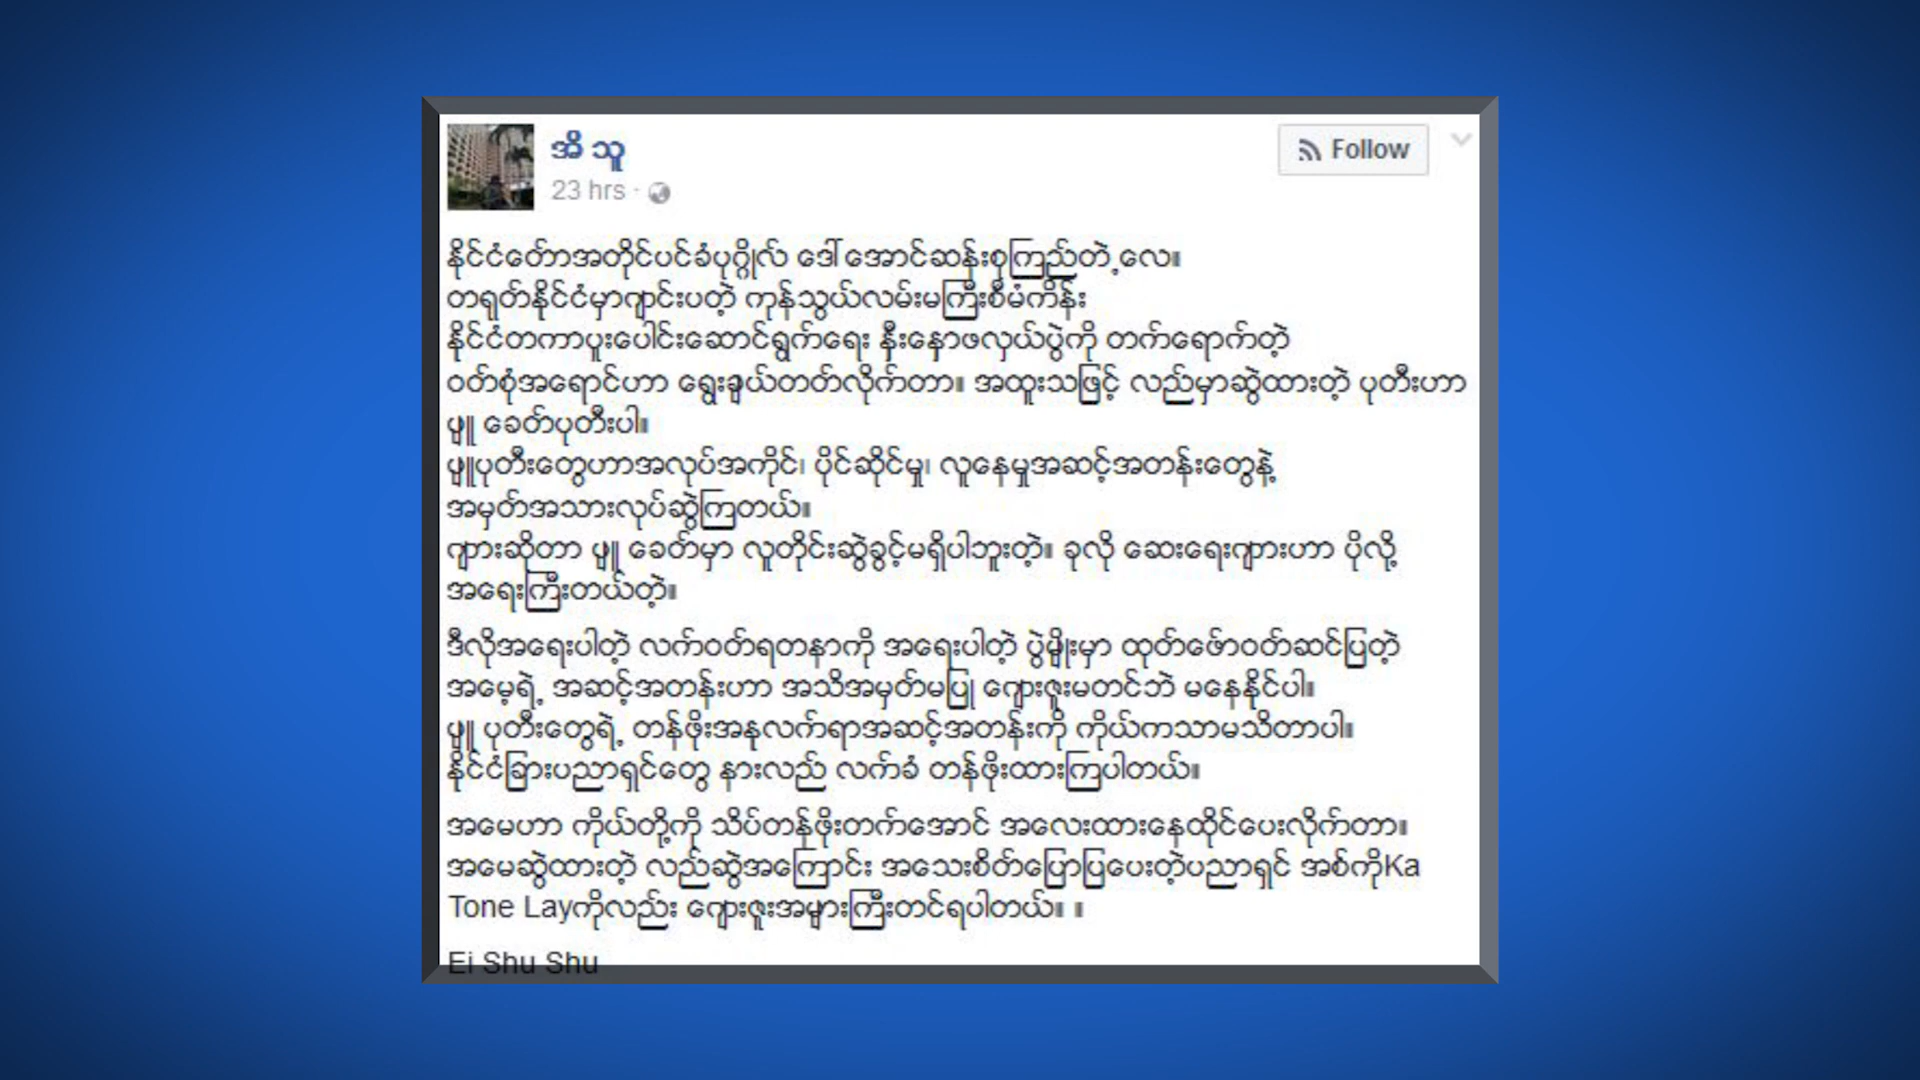 အိ သူ
Follow
23 hrs ·
နိုင်ငံတော်အတိုင်ပင်ခံပုဂ္ဂိုလ် ဒေါ် အောင်ဆန်းစုကြည်တဲ့လေ။
တရုတ်နိုင်ငံမှာကျင်းပတဲ့ ကုန်သွယ်လမ်းမကြီးစီမံကိန်း
နိုင်ငံတကာပူးပေါင်းဆောင်ရွက်ရေး နှီးနှောဖလှယ်ပွဲကို တက်ရောက်တဲ့
ဝတ်စုံအရောင်ဟာ ရွေးချယ်တတ်လိုက်တာ။ အထူးသဖြင့် လည်မှာဆွဲထားတဲ့ ပုတီးဟာ
ပျူ ခေတ်ပုတီးပါ။
ပျူပုတီးတွေဟာအလုပ်အကိုင်၊ ပိုင်ဆိုင်မှု၊ လူနေမှုအဆင့်အတန်းတွေနဲ့
အမှတ်အသားလုပ်ဆွဲကြတယ်။
ကျားဆိုတာ ပျူ ခေတ်မှာ လူတိုင်းဆွဲခွင့်မရှိပါဘူးတဲ့။ ခုလို ဆေးရေးကျားဟာ ပိုလို့
အရေးကြီးတယ်တဲ့။
ဒီလိုအရေးပါတဲ့ လက်ဝတ်ရတနာကို အရေးပါတဲ့ ပွဲမျိုးမှာ ထုတ်ဖော်ဝတ်ဆင်ပြတဲ့
အမေ့ရဲ့ အဆင့်အတန်းဟာ အသိအမှတ်မပြု ကျေးဇူးမတင်ဘဲ မနေနိုင်ပါ။
ပျူ ပုတီးတွေရဲ့ တန်ဖိုးအနုလက်ရာအဆင့်အတန်းကို ကိုယ်ကသာမသိတာပါ။
နိုင်ငံခြားပညာရှင်တွေ နားလည် လက်ခံ တန်ဖိုးထားကြပါတယ်။
အမေဟာ ကိုယ်တို့ကို သိပ်တန်ဖိုးတက်အောင် အလေးထားနေထိုင်ပေးလိုက်တာ။
အမေဆွဲထားတဲ့ လည်ဆွဲအကြောင်း အသေးစိတ်ပြောပြပေးတဲ့ပညာရှင် အစ်ကိုKa
Tone Layကိုလည်း ကျေးဇူးအများကြီးတင်ရပါတယ်။ ။
Ei Shu Shu